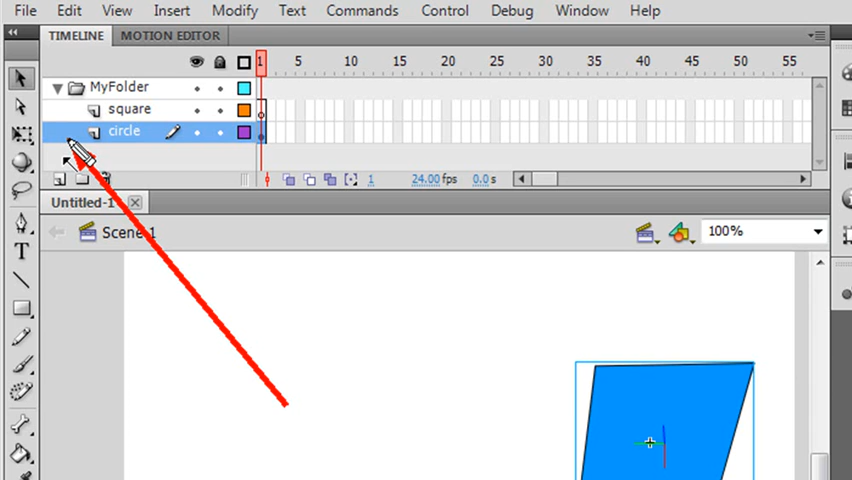 File Edit View Insert Modify Text Commands Control Debug Window Help
TIMELINE MOTION EDITOR
1 5 10 15 20 25 30 35 40 45 50 55
MyFolder
square
circle
1 24.00 fps 0.0 s
Untitled-1
Scene 1 100%
T